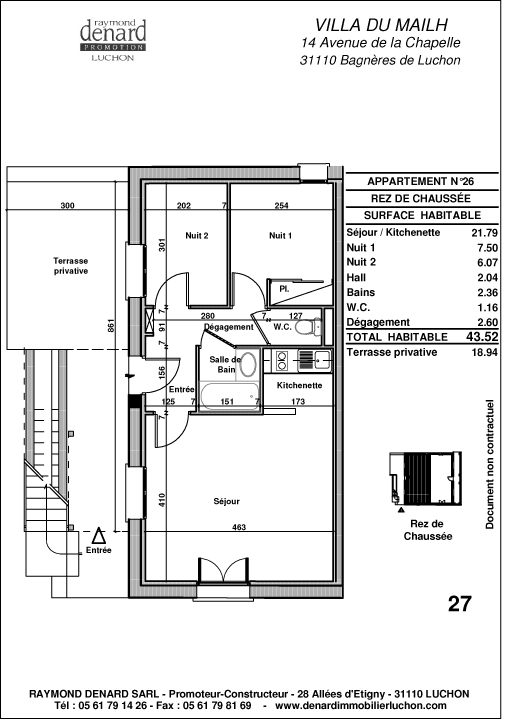 raymond
denard
PROMOTION
LUCHON
VILLA DU MAILH
14 Avenue de la Chapelle
31110 Bagnères de Luchon
APPARTEMENT N°26
REZ DE CHAUSSÉE
SURFACE HABITABLE
Séjour / Kitchenette 21.79
Nuit 1 7.50
Nuit 2 6.07
Hall 2.04
Bains 2.36
W.C. 1.16
Dégagement 2.60
TOTAL HABITABLE 43.52
Terrasse privative 18.94
300
202
7
254
301
Nuit 2
Nuit 1
Terrasse
privative
Pl.
861
7
280
7
127
91
Dégagement
W.C.
7
156
Salle de
Bain
Kitchenette
Entrée
125
7
151
7
173
7
410
Séjour
463
Entrée
Rez de
Chaussée
Document non contractuel
27
RAYMOND DENARD SARL - Promoteur-Constructeur - 28 Allées d'Etigny - 31110 LUCHON
Tél : 05 61 79 14 26 - Fax : 05 61 79 81 69 - www.denardimmobilierluchon.com